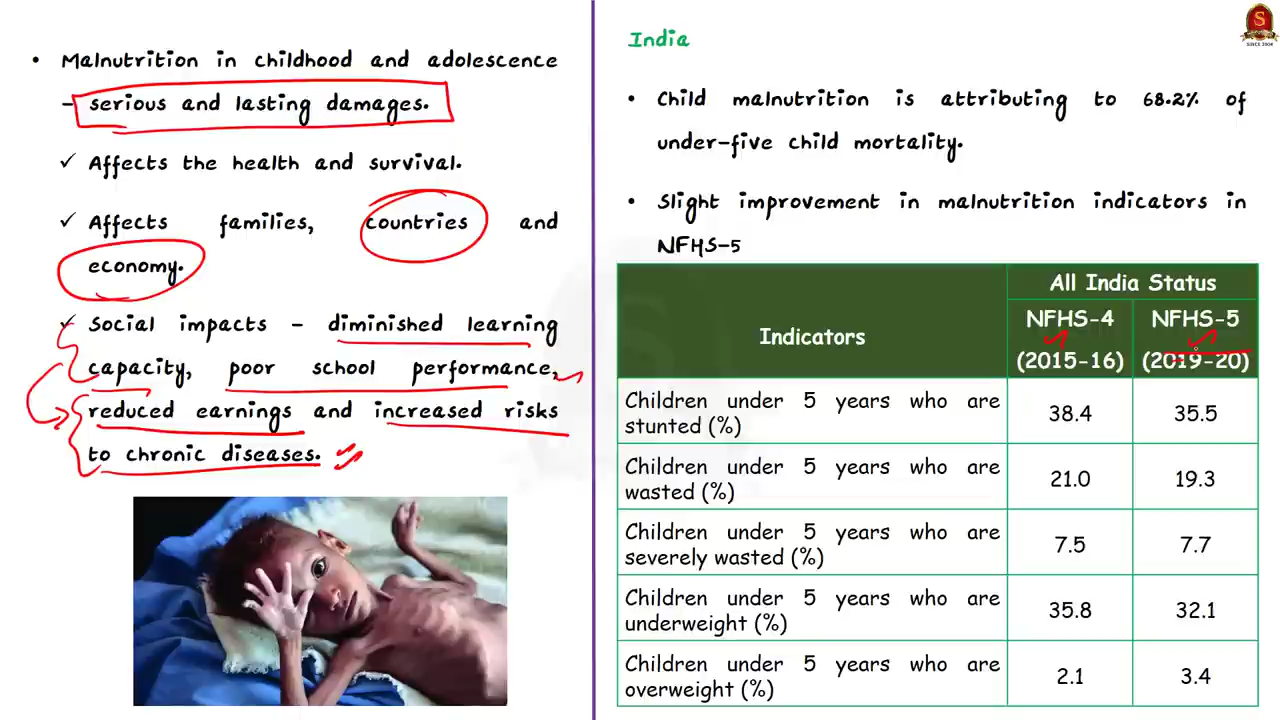 • Malnutrition in childhood and adolescence
– serious and lasting damages.
✓ Affects the health and survival.
✓ Affects families, countries and
economy.
✓ Social impacts – diminished learning
capacity, poor school performance,
reduced earnings and increased risks
to chronic diseases.
S
SINCE 2004
India
• Child malnutrition is attributing to 68.2% of
under-five child mortality.
• Slight improvement in malnutrition indicators in
NFHS-5
Indicators
All India Status
NFHS-4 NFHS-5
(2015-16) (2019-20)
Children under 5 years who are
stunted (%) 38.4 35.5
Children under 5 years who are
wasted (%) 21.0 19.3
Children under 5 years who are
severely wasted (%) 7.5 7.7
Children under 5 years who are
underweight (%) 35.8 32.1
Children under 5 years who are
overweight (%) 2.1 3.4